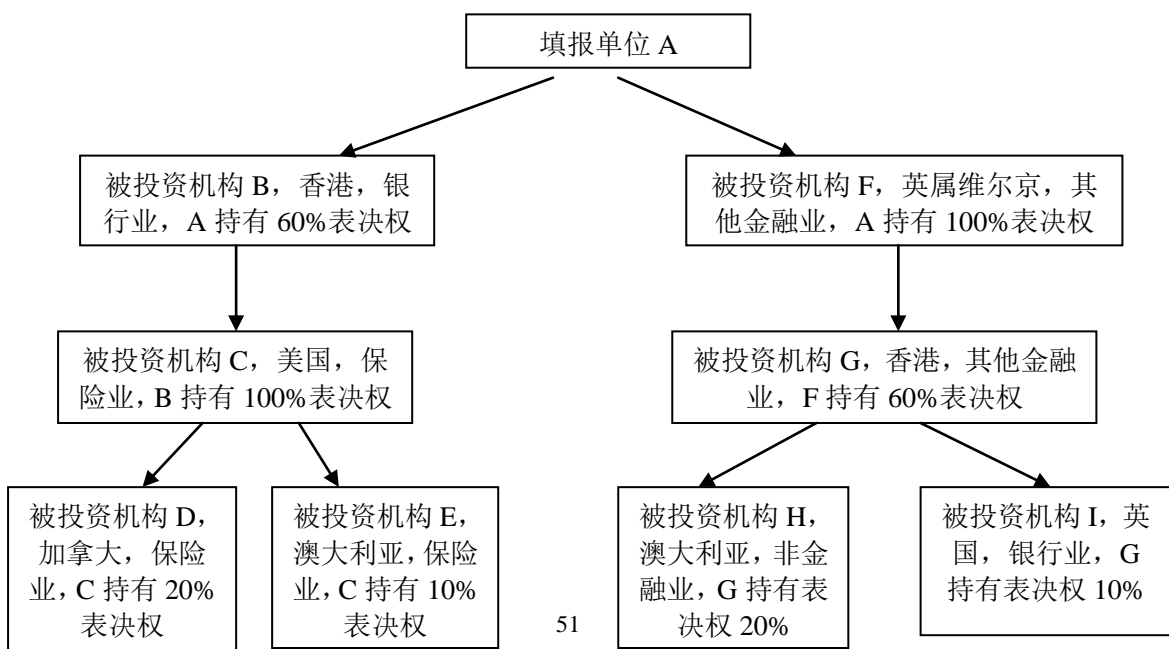 填报单位 A
被投资机构 B，香港，银
行业，A 持有 60%表决权
被投资机构 F，英属维尔京，其
他金融业，A 持有 100%表决权
被投资机构 C，美国，保
险业，B 持有 100%表决权
被投资机构 G，香港，其他金融
业，F 持有 60%表决权
被投资机构 D，
加拿大，保险
业，C 持有 20%
表决权
被投资机构 E，
澳大利亚，保险
业，C 持有 10%
表决权
被投资机构 H，
澳大利亚，非金
融业，G 持有表
决权 20%
被投资机构 I，英
国，银行业，G
持有表决权 10%
51